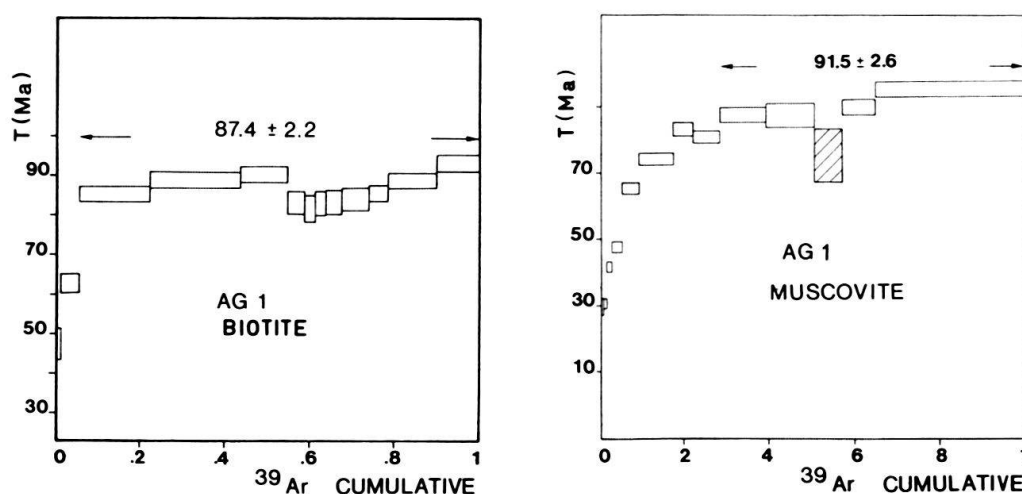 T (Ma)
87.4 ± 2.2
90
70
50
30
AG 1
BIOTITE
0 .2 .4 .6 .8 1
39Ar CUMULATIVE
T (Ma)
91.5 ± 2.6
70
50
30
10
AG 1
MUSCOVITE
0 2 4 6 8 1
39Ar CUMULATIVE